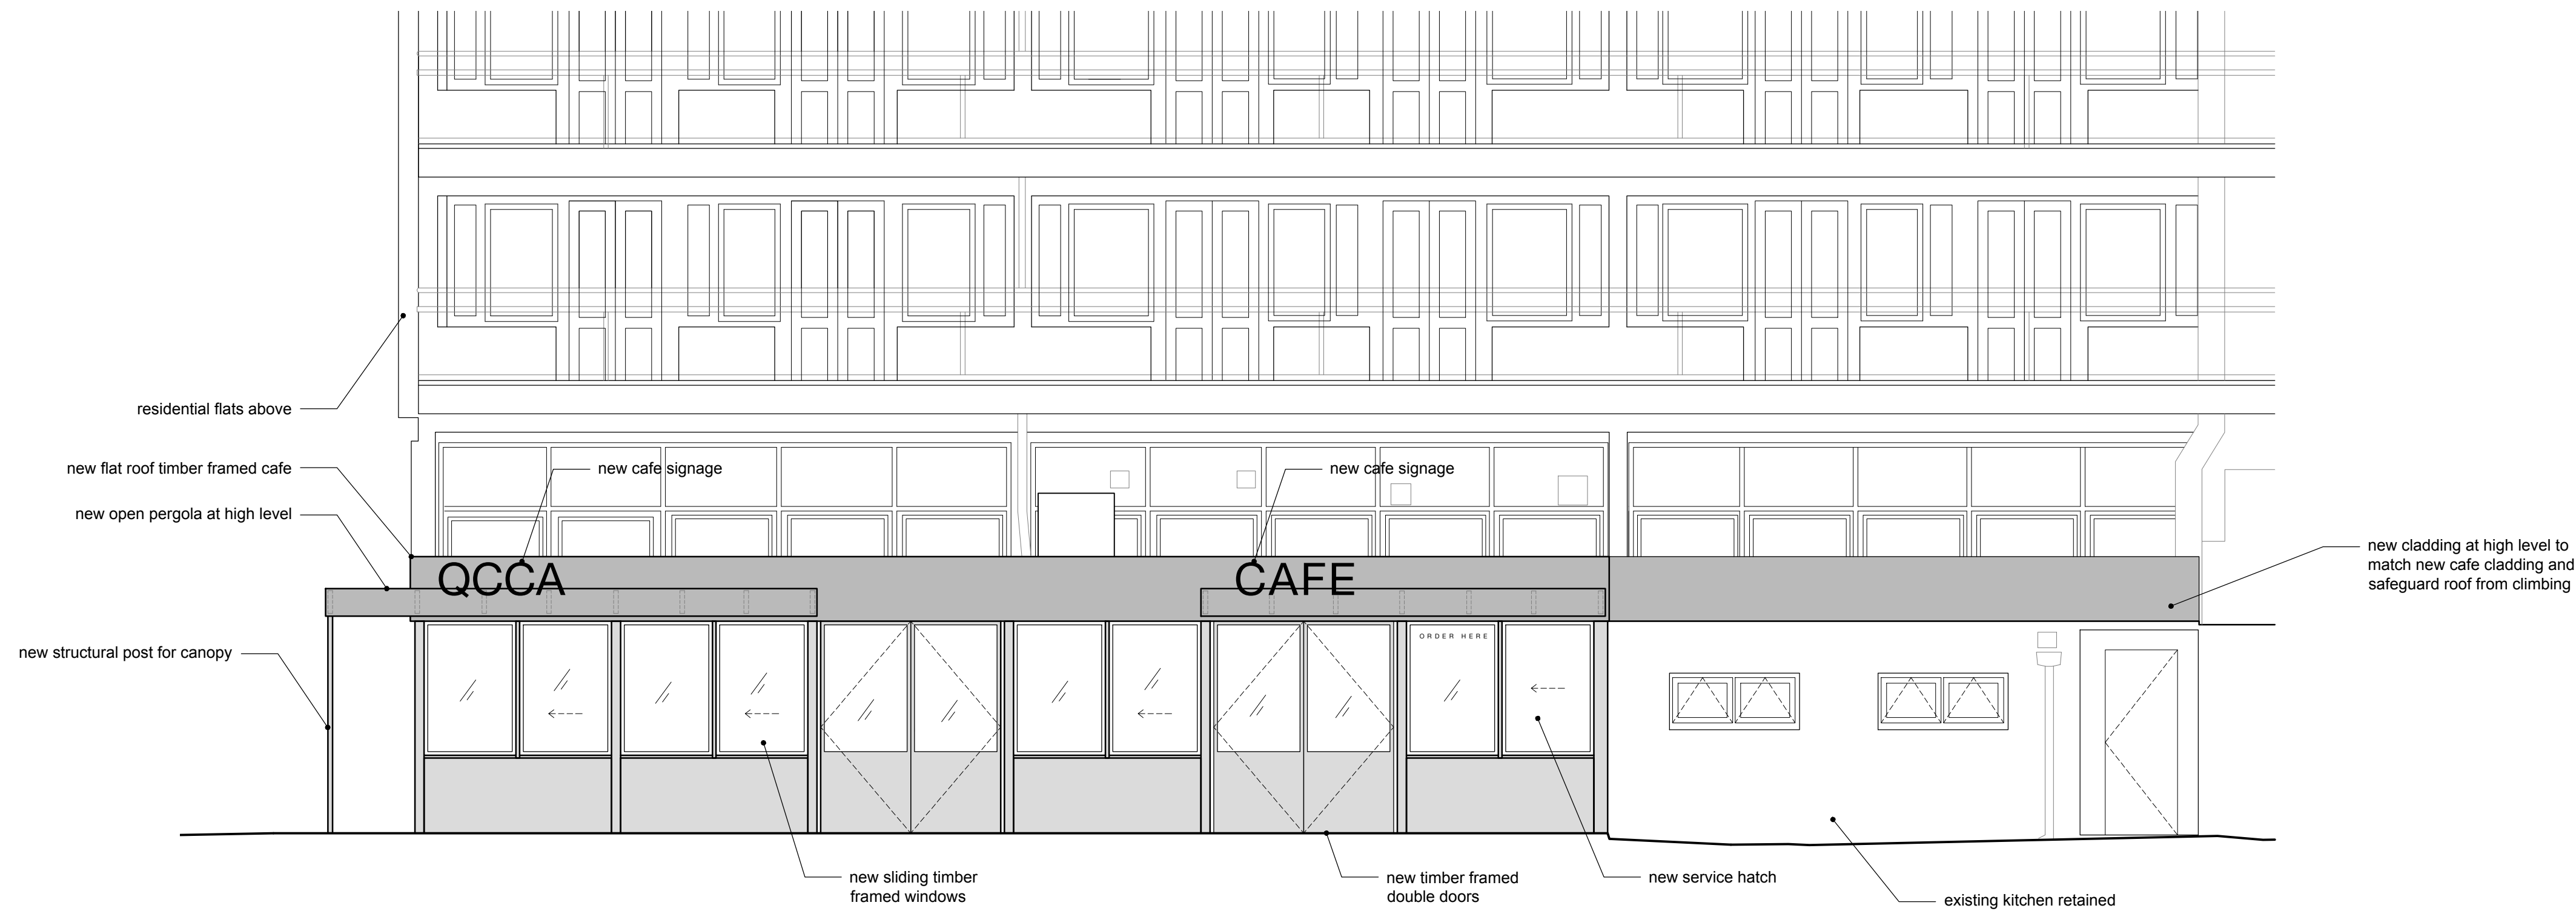 residential flats above
new flat roof timber framed cafe
new cafe signage
new cafe signage
new open pergola at high level
new cladding at high level to
match new cafe cladding and
safeguard roof from climbing
QCCA
CAFE
ORDER HERE
new structural post for canopy
new sliding timber
framed windows
new timber framed
double doors
new service hatch
existing kitchen retained